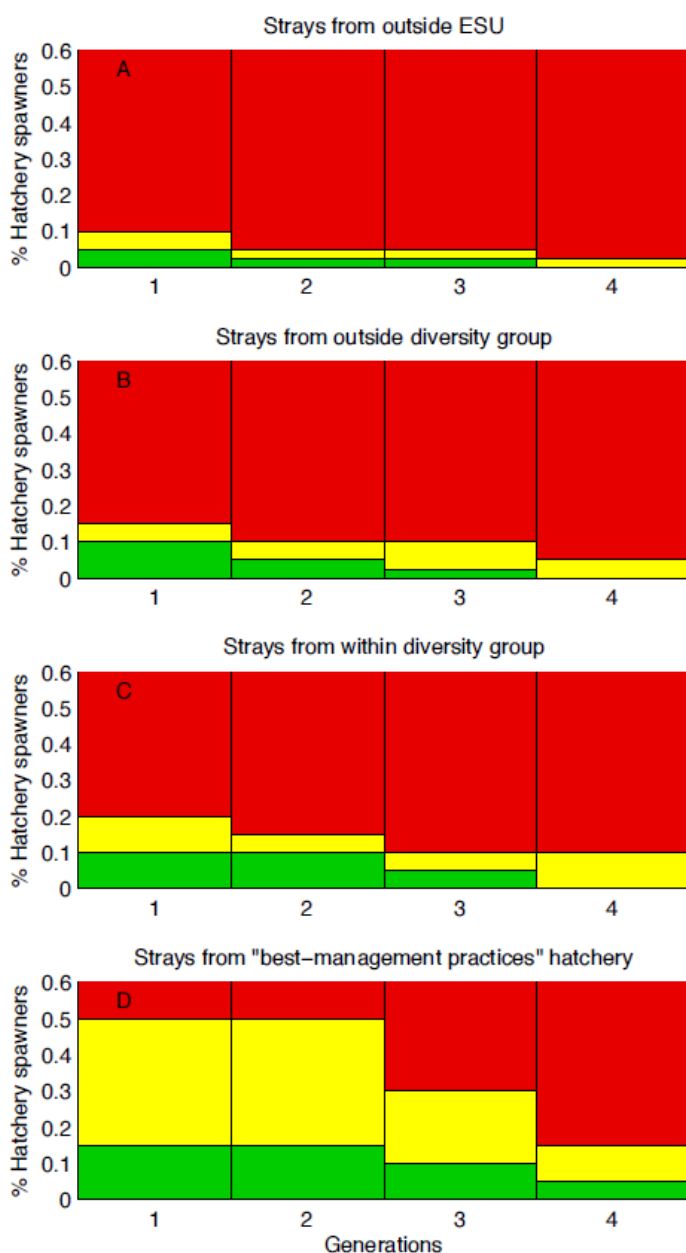 Strays from outside ESU
A
% Hatchery spawners
0.6
0.5
0.4
0.3
0.2
0.1
0
1 2 3 4
Strays from outside diversity group
B
% Hatchery spawners
0.6
0.5
0.4
0.3
0.2
0.1
0
1 2 3 4
Strays from within diversity group
C
% Hatchery spawners
0.6
0.5
0.4
0.3
0.2
0.1
0
1 2 3 4
Strays from "best−management practices" hatchery
D
% Hatchery spawners
0.6
0.5
0.4
0.3
0.2
0.1
0
1 2 3 4
Generations